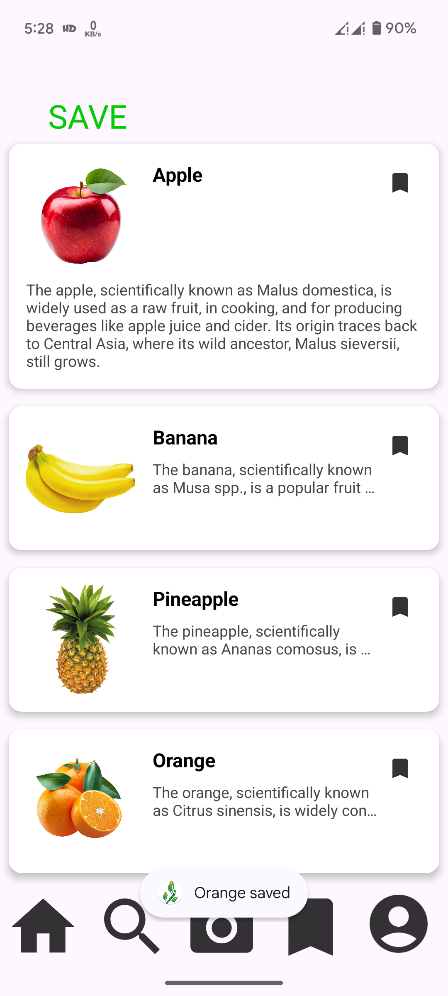 5:28 HD 0 KB/s 90%
SAVE
Apple
The apple, scientifically known as Malus domestica, is
widely used as a raw fruit, in cooking, and for producing
beverages like apple juice and cider. Its origin traces back
to Central Asia, where its wild ancestor, Malus sieversii,
still grows.
Banana
The banana, scientifically known
as Musa spp., is a popular fruit ...
Pineapple
The pineapple, scientifically
known as Ananas comosus, is ...
Orange
The orange, scientifically known
as Citrus sinensis, is widely con...
Orange saved